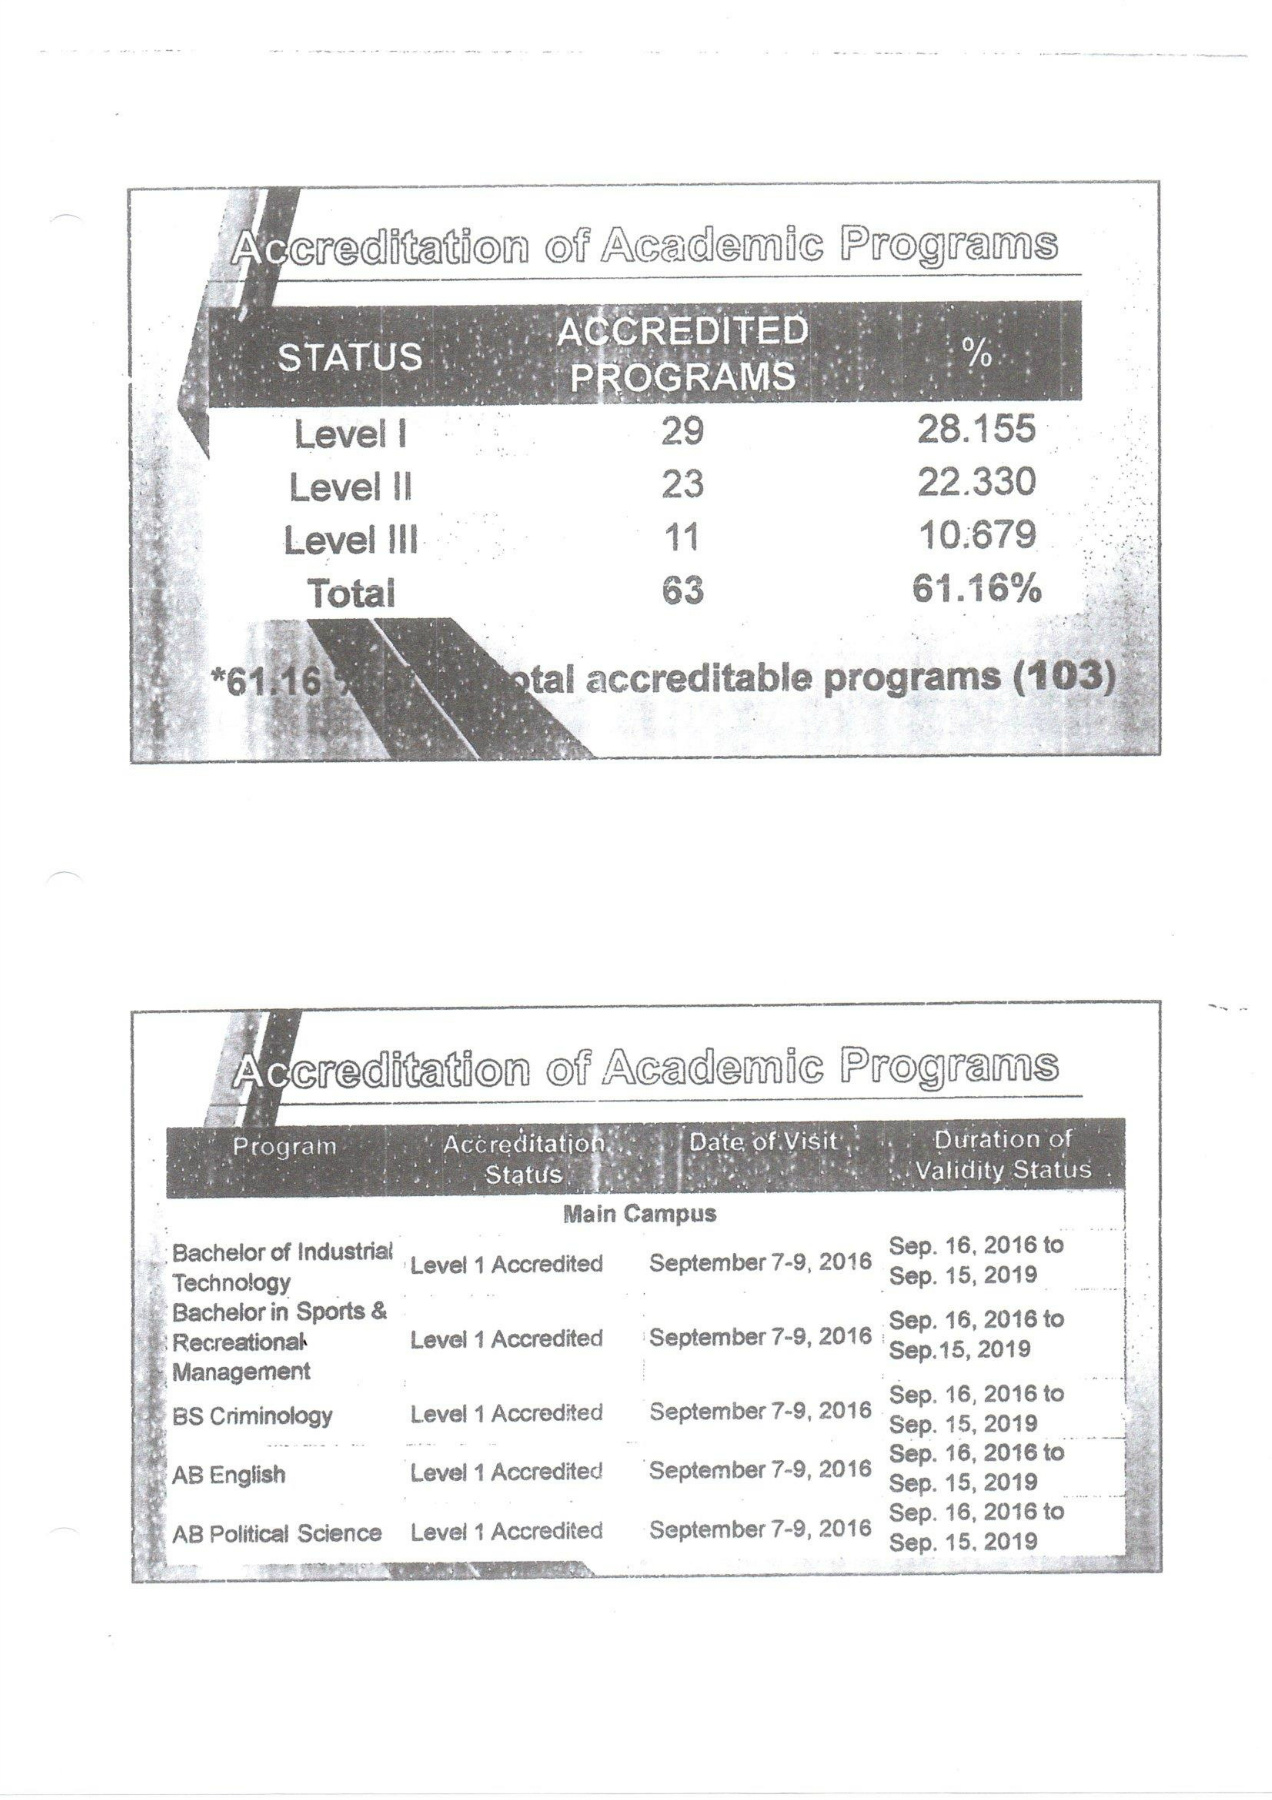 Accreditation of Academic Programs
STATUS ACCREDITED PROGRAMS %
Level I 29 28.155
Level II 23 22.330
Level III 11 10.679
Total 63 61.16%
*61.16 % otal accreditable programs (103)
Accreditation of Academic Programs
Program Accreditation Status Date of Visit Duration of Validity Status
Main Campus
Bachelor of Industrial Technology Level 1 Accredited September 7-9, 2016 Sep. 16, 2016 to Sep. 15, 2019
Bachelor in Sports & Recreational Management Level 1 Accredited September 7-9, 2016 Sep. 16, 2016 to Sep.15, 2019
BS Criminology Level 1 Accredited September 7-9, 2016 Sep. 16, 2016 to Sep. 15, 2019
AB English Level 1 Accredited September 7-9, 2016 Sep. 16, 2016 to Sep. 15, 2019
AB Political Science Level 1 Accredited September 7-9, 2016 Sep. 16, 2016 to Sep. 15. 2019